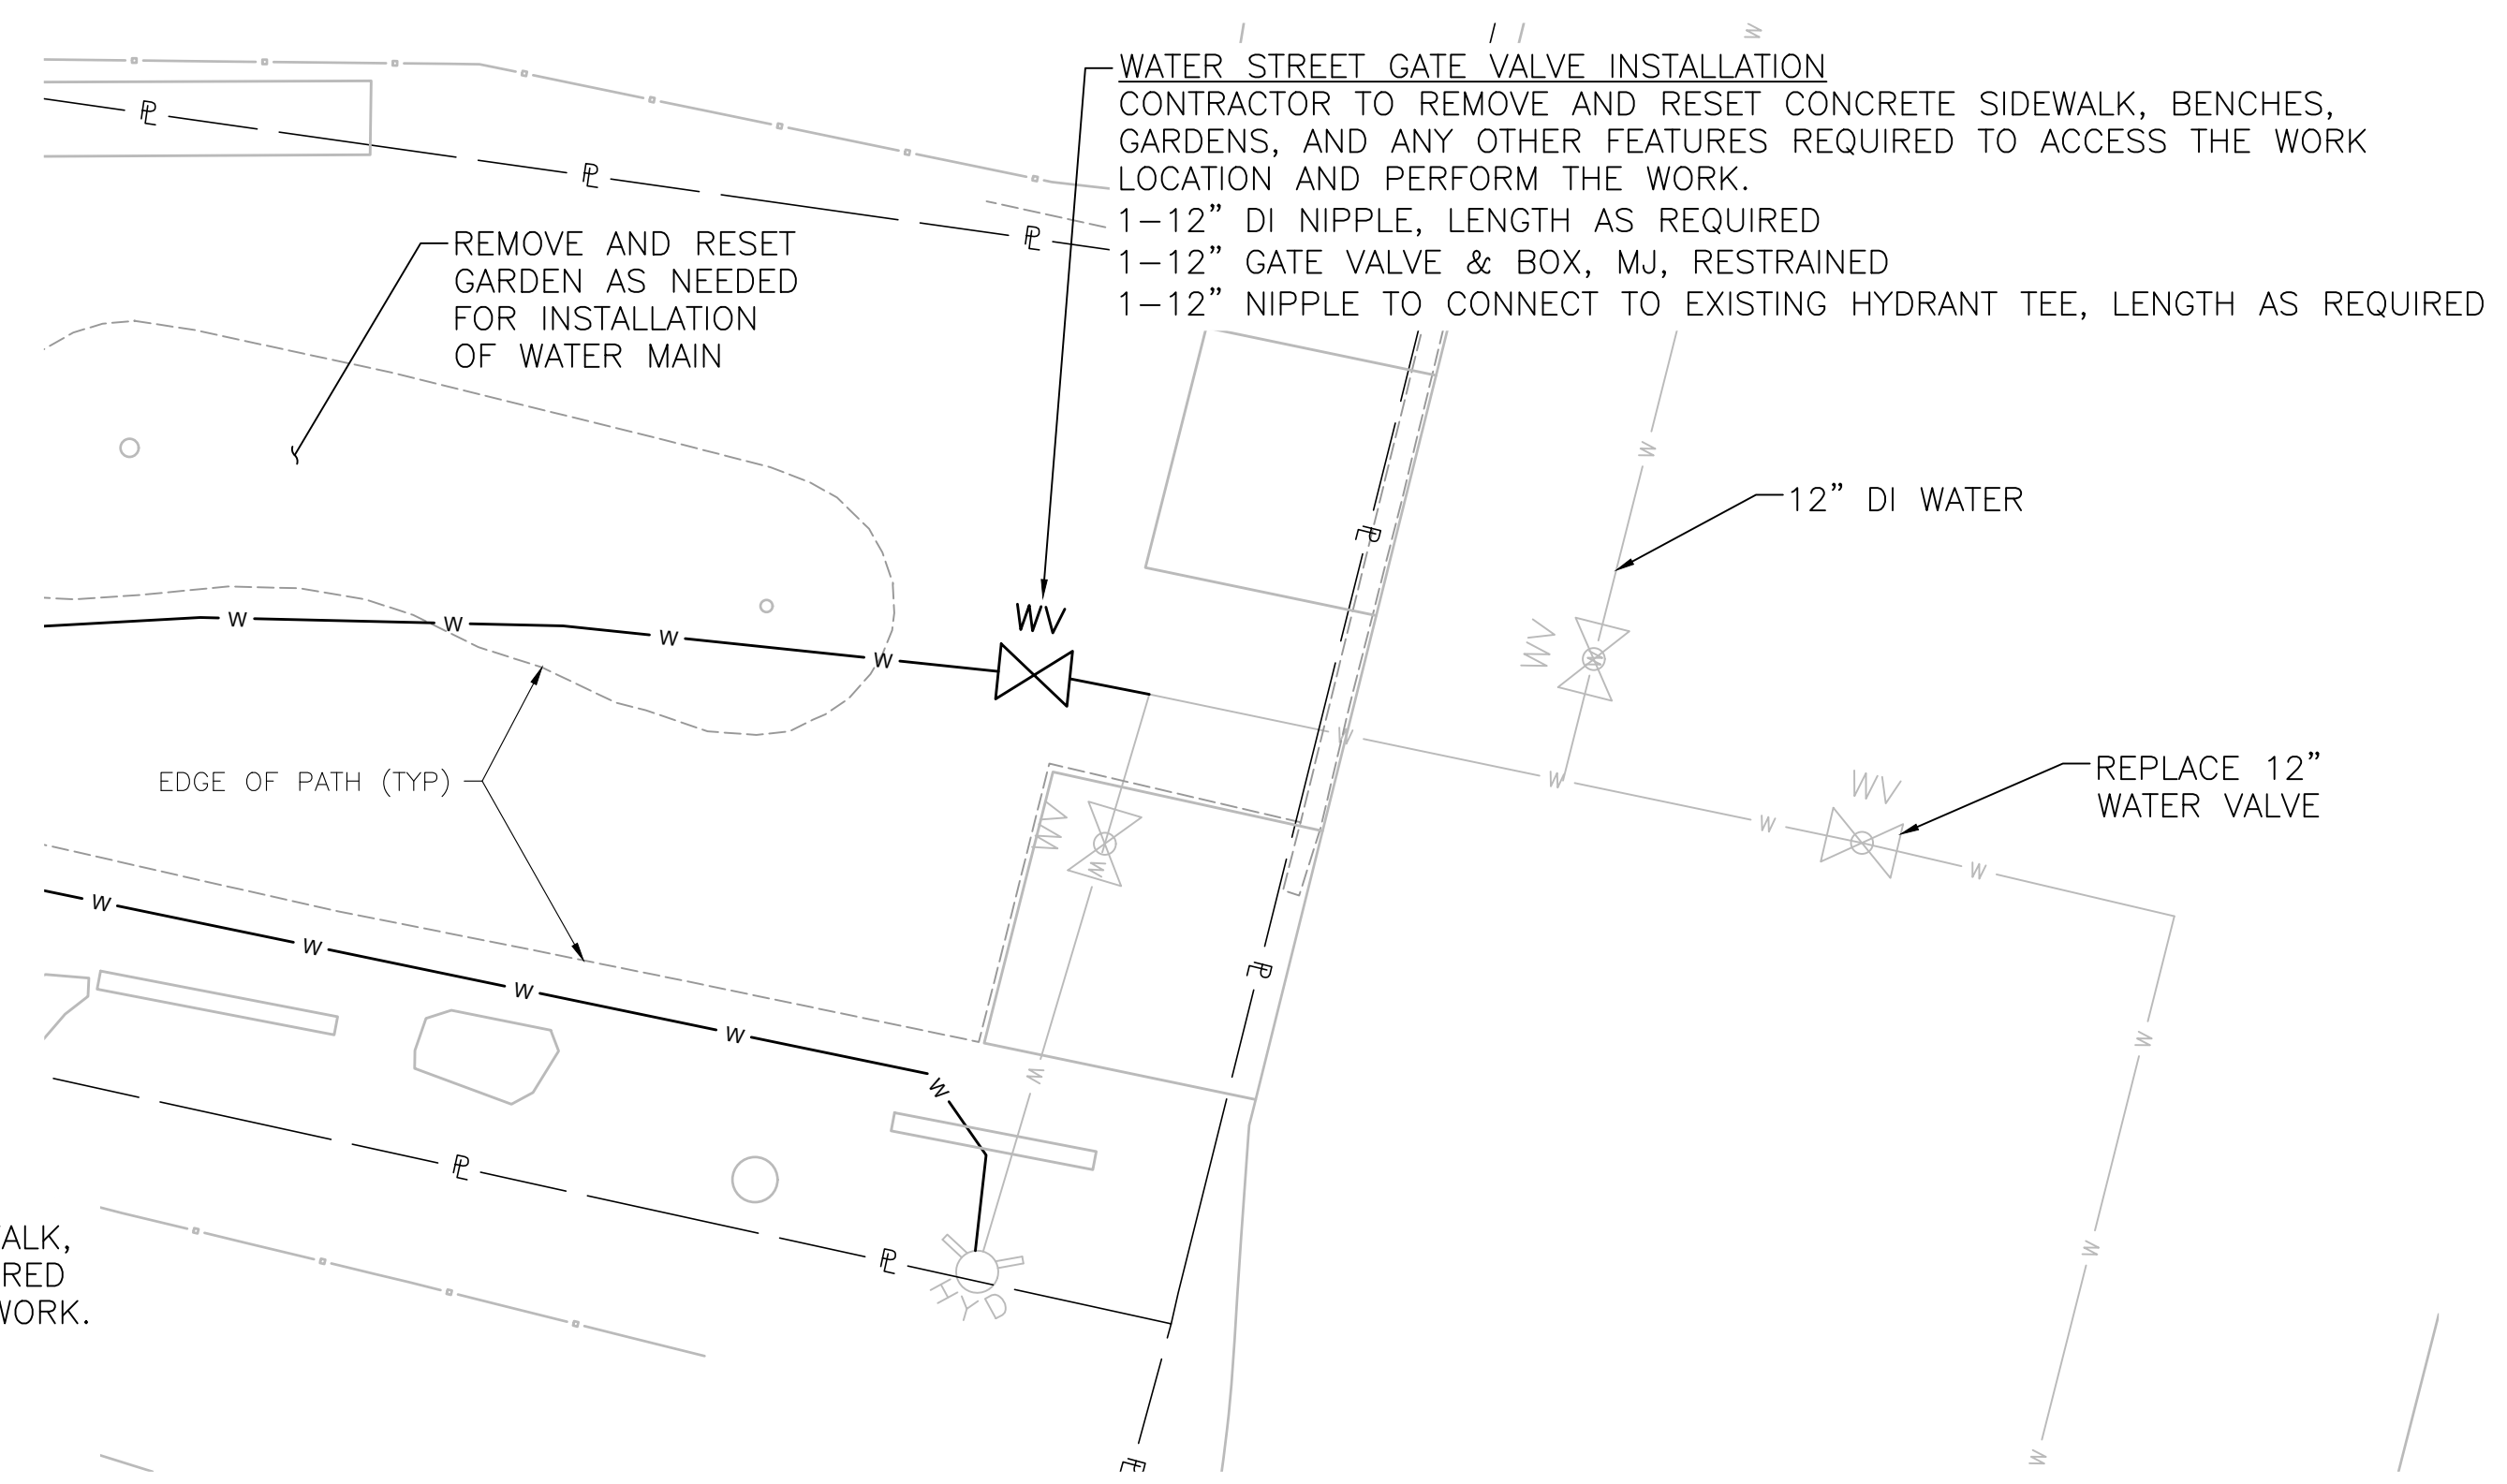 WATER STREET GATE VALVE INSTALLATION
CONTRACTOR TO REMOVE AND RESET CONCRETE SIDEWALK, BENCHES,
GARDENS, AND ANY OTHER FEATURES REQUIRED TO ACCESS THE WORK
LOCATION AND PERFORM THE WORK.
1-12" DI NIPPLE, LENGTH AS REQUIRED
1-12" GATE VALVE & BOX, MJ, RESTRAINED
1-12" NIPPLE TO CONNECT TO EXISTING HYDRANT TEE, LENGTH AS REQUIRED
REMOVE AND RESET
GARDEN AS NEEDED
FOR INSTALLATION
OF WATER MAIN
12" DI WATER
WV
WV
W W W W
REPLACE 12"
WATER VALVE
WV
EDGE OF PATH (TYP)
WV
W W W W W
HYD
ALK,
RED
WORK.